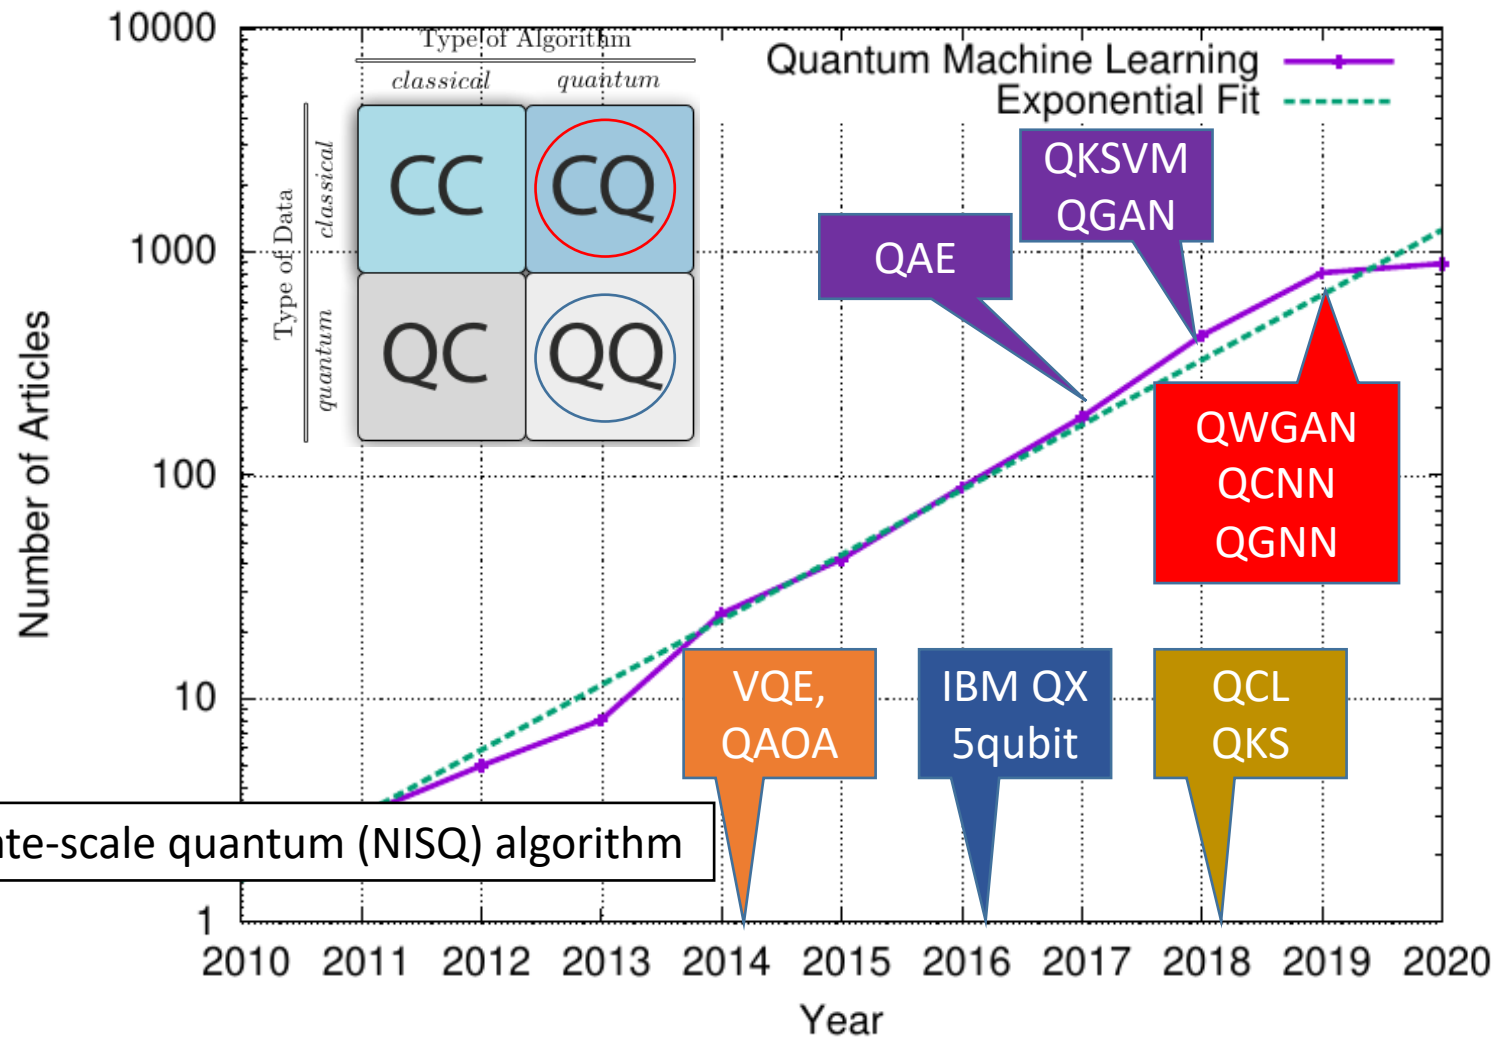 Number of Articles
10000
1000
100
10
1
Type of Algorithm
classical
quantum
Type of Data
classical
quantum
CC
CQ
QC
QQ
Quantum Machine Learning
Exponential Fit
QKSVM
QGAN
QAE
QWGAN
QCNN
QGNN
VQE,
QAOA
IBM QX
5qubit
QCL
QKS
-scale quantum (NISQ) algorithm
2010 2011 2012 2013 2014 2015 2016 2017 2018 2019 2020
Year